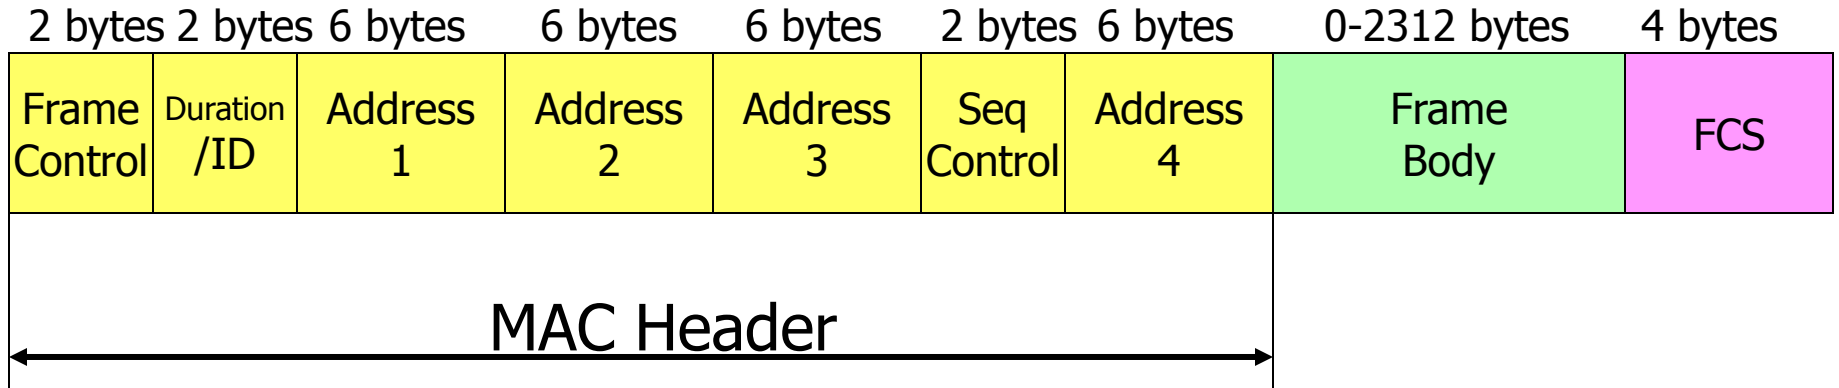 2 bytes 2 bytes 6 bytes 6 bytes 6 bytes 2 bytes 6 bytes 0-2312 bytes 4 bytes
Frame
Control
Duration
/ID
Address
1
Address
2
Address
3
Seq
Control
Address
4
Frame
Body
FCS
MAC Header